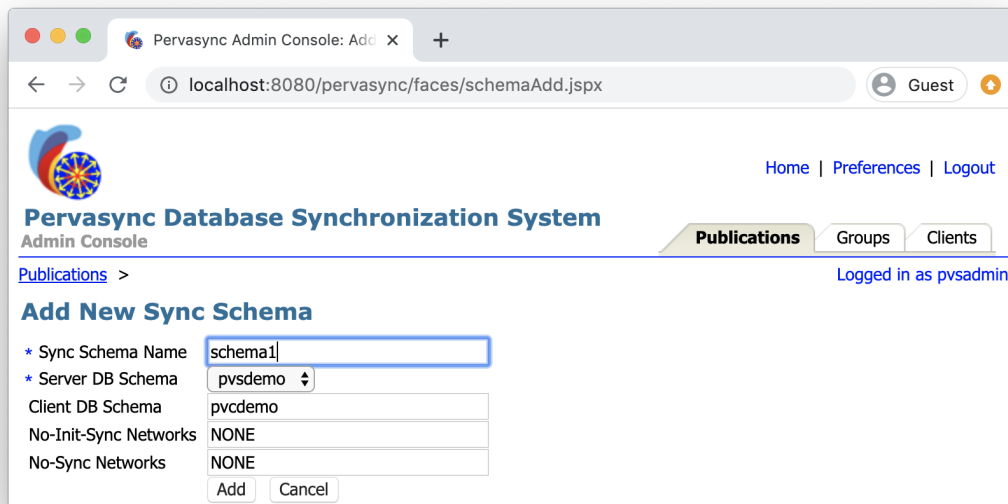 Pervasync Admin Console: Add
localhost:8080/pervasync/faces/schemaAdd.jspx
Guest
Home | Preferences | Logout
Pervasync Database Synchronization System
Admin Console
Publications Groups Clients
Publications >
Logged in as pvsadmin
Add New Sync Schema
* Sync Schema Name schema1
* Server DB Schema pvsdemo
Client DB Schema pvcdemo
No-Init-Sync Networks NONE
No-Sync Networks NONE
Add Cancel